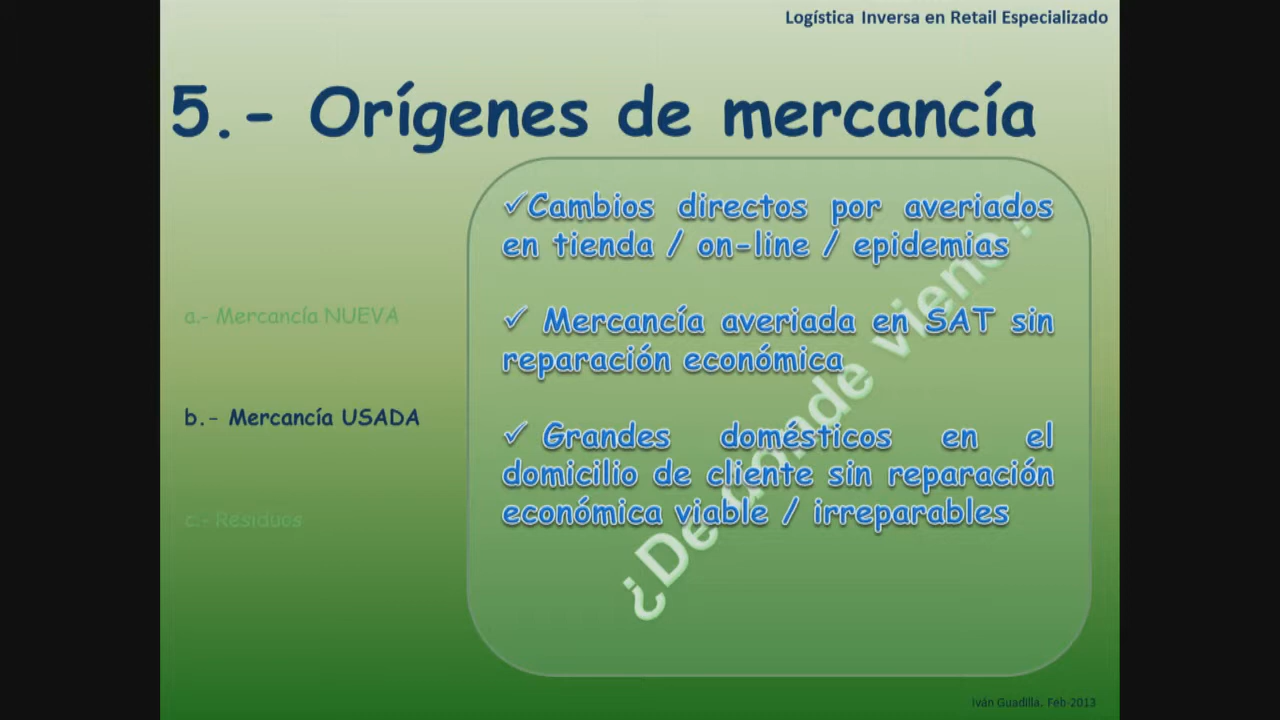 Logística Inversa en Retail Especializado
5.- Orígenes de mercancía
a.- Mercancía NUEVA
b.- Mercancía USADA
c.- Residuos
✓Cambios directos por averiados
en tienda / on-line / epidemias
✓ Mercancía averiada en SAT sin
reparación económica
✓ Grandes domésticos en el
domicilio de cliente sin reparación
económica viable / irreparables
¿De donde viene?
Iván Guadilla. Feb-2013